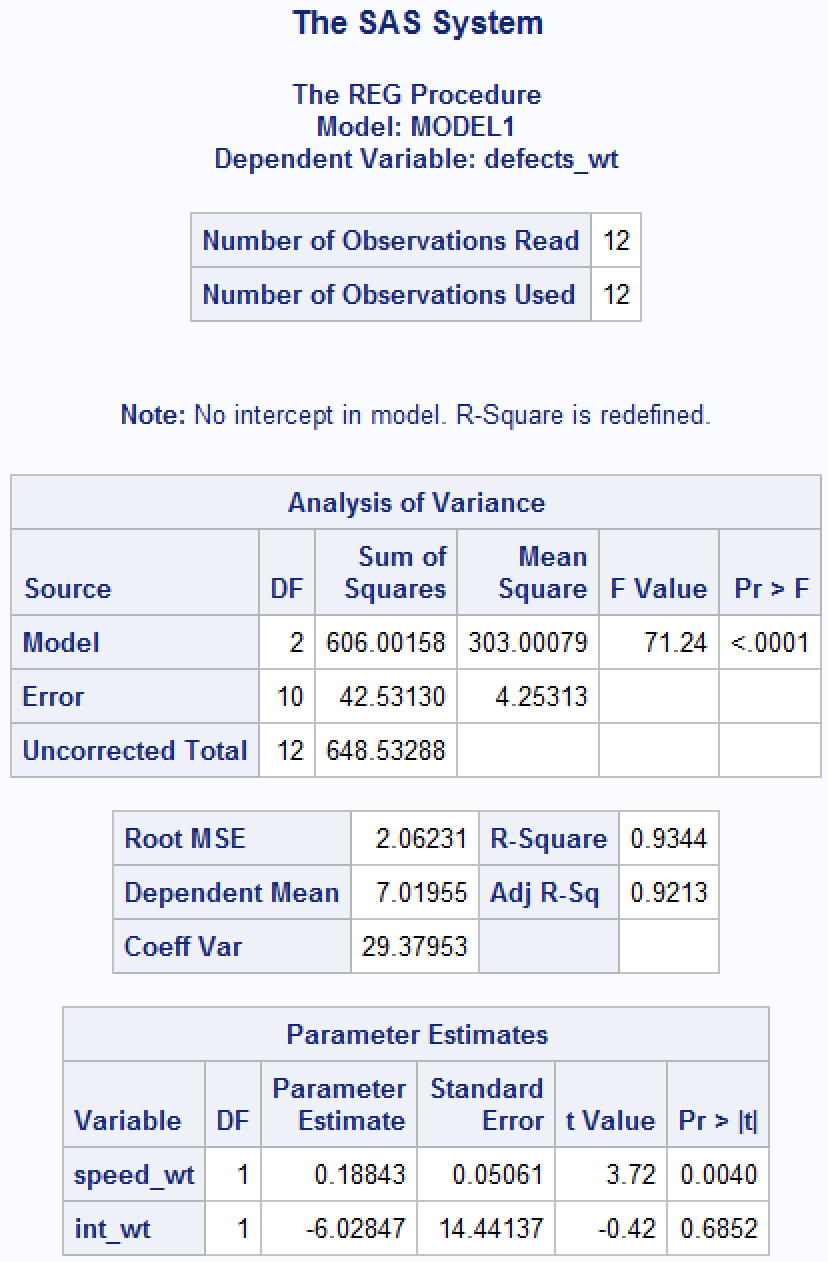 The SAS System
The REG Procedure
Model: MODEL1
Dependent Variable: defects_wt
Number of Observations Read 12
Number of Observations Used 12
Note: No intercept in model. R-Square is redefined.
Analysis of Variance
Source DF Sum of Squares Mean Square F Value Pr > F
Model 2 606.00158 303.00079 71.24 <.0001
Error 10 42.53130 4.25313
Uncorrected Total 12 648.53288
Root MSE 2.06231 R-Square 0.9344
Dependent Mean 7.01955 Adj R-Sq 0.9213
Coeff Var 29.37953
Parameter Estimates
Variable DF Parameter Estimate Standard Error t Value Pr > |t|
speed_wt 1 0.18843 0.05061 3.72 0.0040
int_wt 1 -6.02847 14.44137 -0.42 0.6852